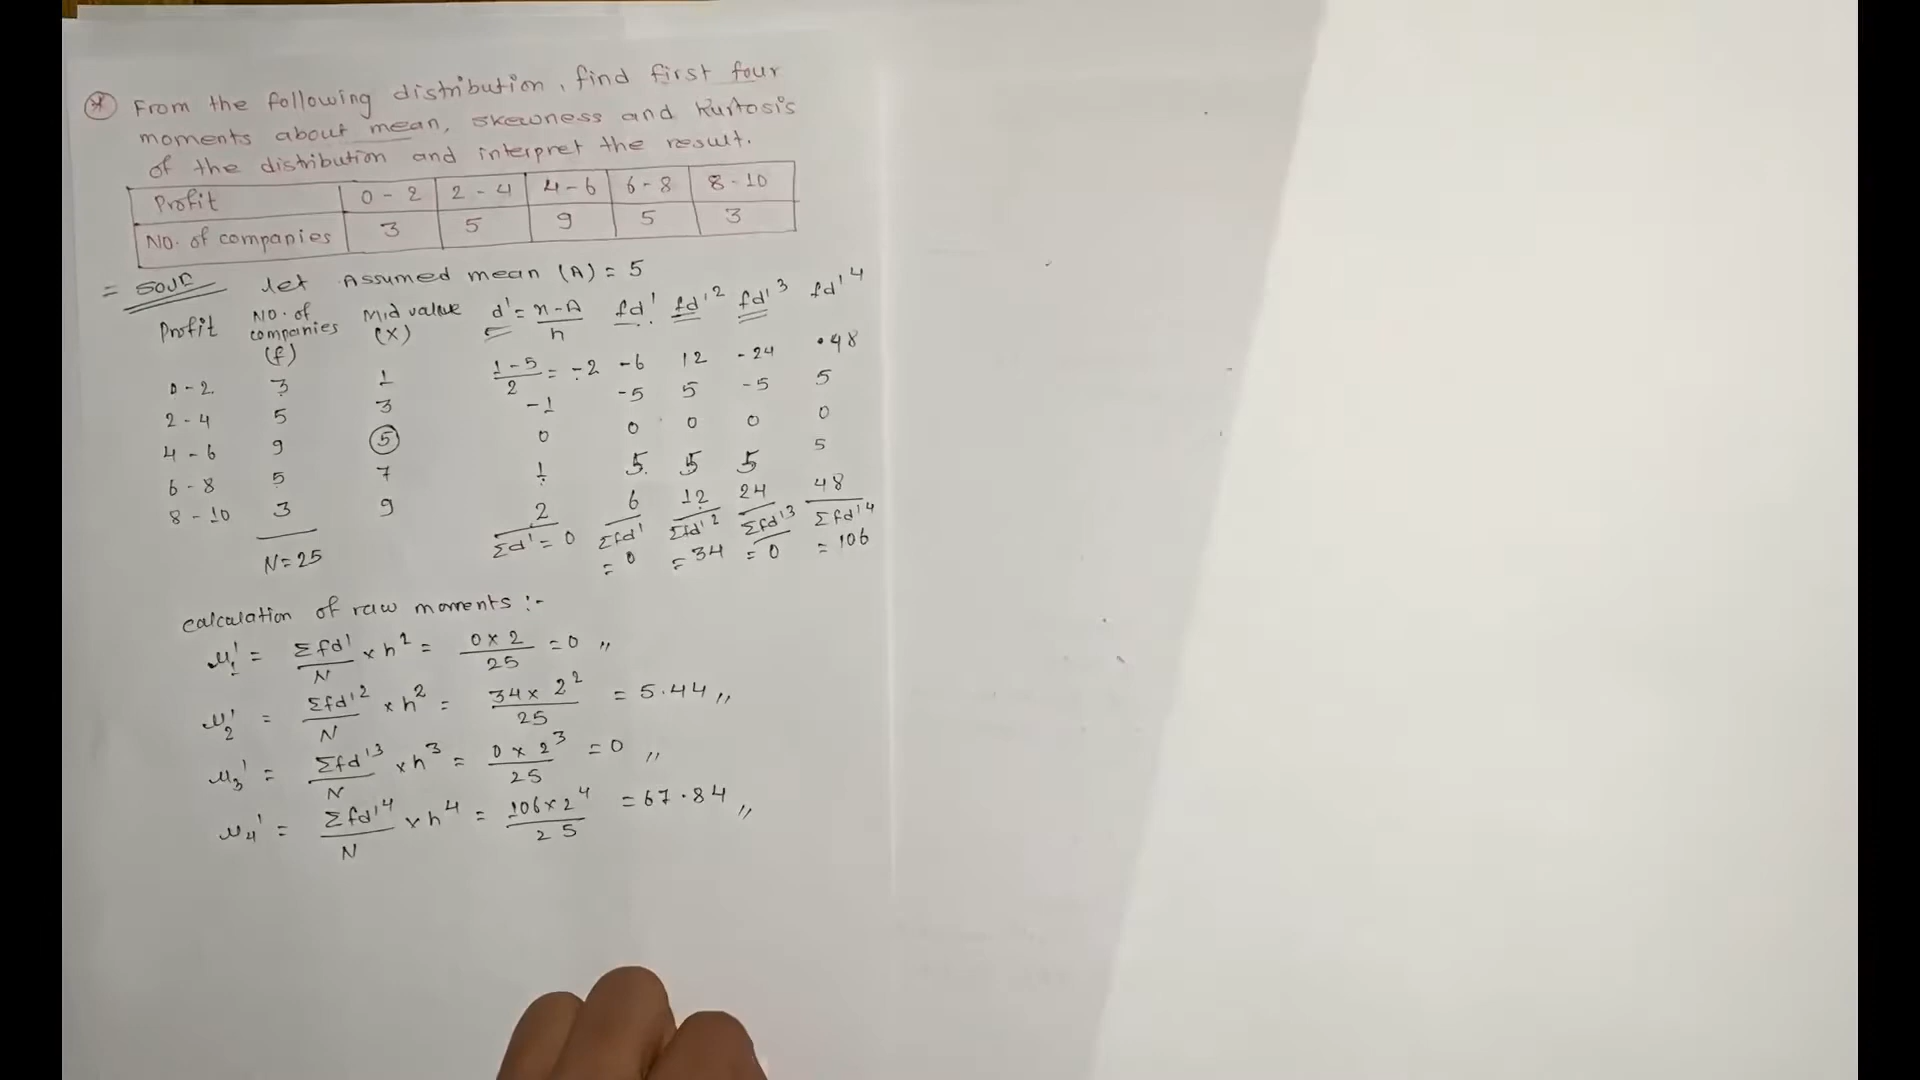 * From the following distribution, find first four
moments about mean, skewness and kurtosis
of the distribution and interpret the result.
Profit 0-2 2-4 4-6 6-8 8-10
No. of companies 3 5 9 5 3
= let Assumed mean (A) = 5
Profit No. of companies (f) Mid value (X) d' = x-A/h fd' fd'² fd'³ fd'⁴
0-2 3 1 1-5/2 = -2 -6 12 -24 48
2-4 5 3 -1 -5 5 -5 5
4-6 9 5 0 0 0 0 0
6-8 5 7 1 5 5 5 5
8-10 3 9 2 6 12 24 48
N=25 Σd'=0 Σfd'=0 Σfd'²=34 Σfd'³=0 Σfd'⁴=106
calculation of raw moments :-
μ₁' = Σfd'/N × h¹ = 0×2/25 = 0 ,,
μ₂' = Σfd'²/N × h² = 34×2²/25 = 5.44 ,,
μ₃' = Σfd'³/N × h³ = 0×2³/25 = 0 ,,
μ₄' = Σfd'⁴/N × h⁴ = 106×2⁴/25 = 67.84 ,,